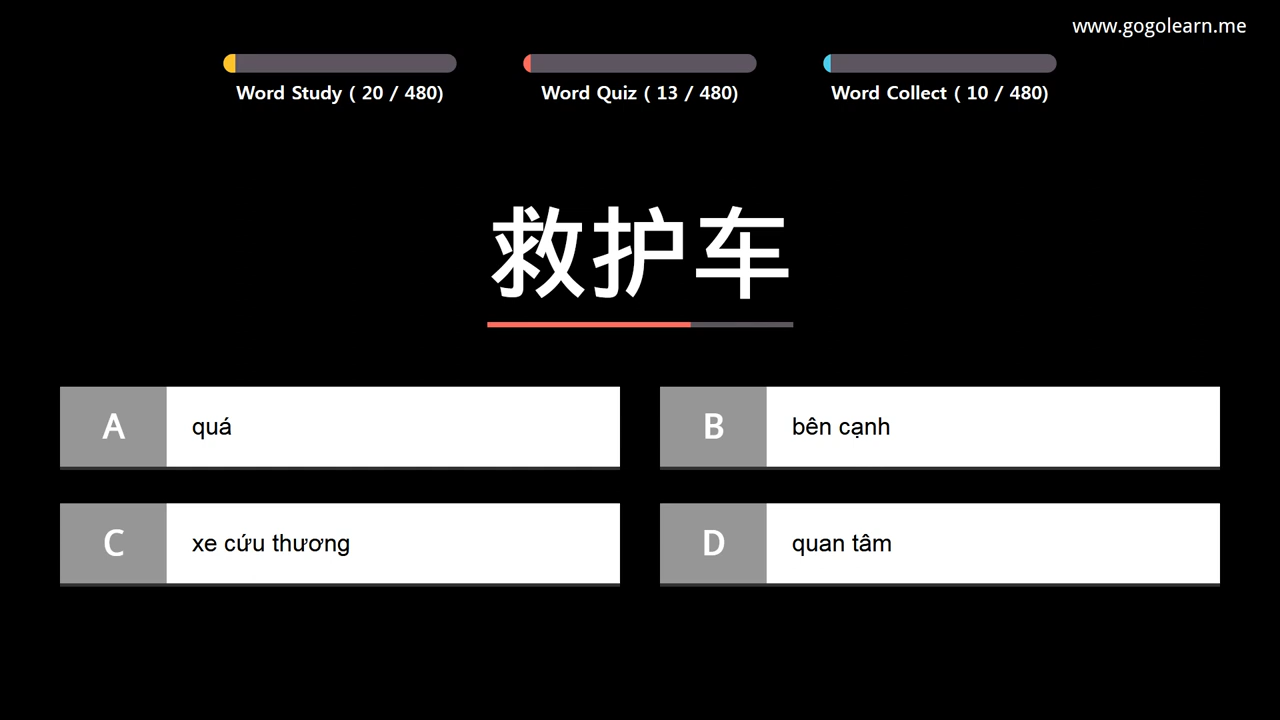 www.gogolearn.me
Word Study ( 20 / 480)
Word Quiz ( 13 / 480)
Word Collect ( 10 / 480)
救护车
A
quá
B
bên cạnh
C
xe cứu thương
D
quan tâm